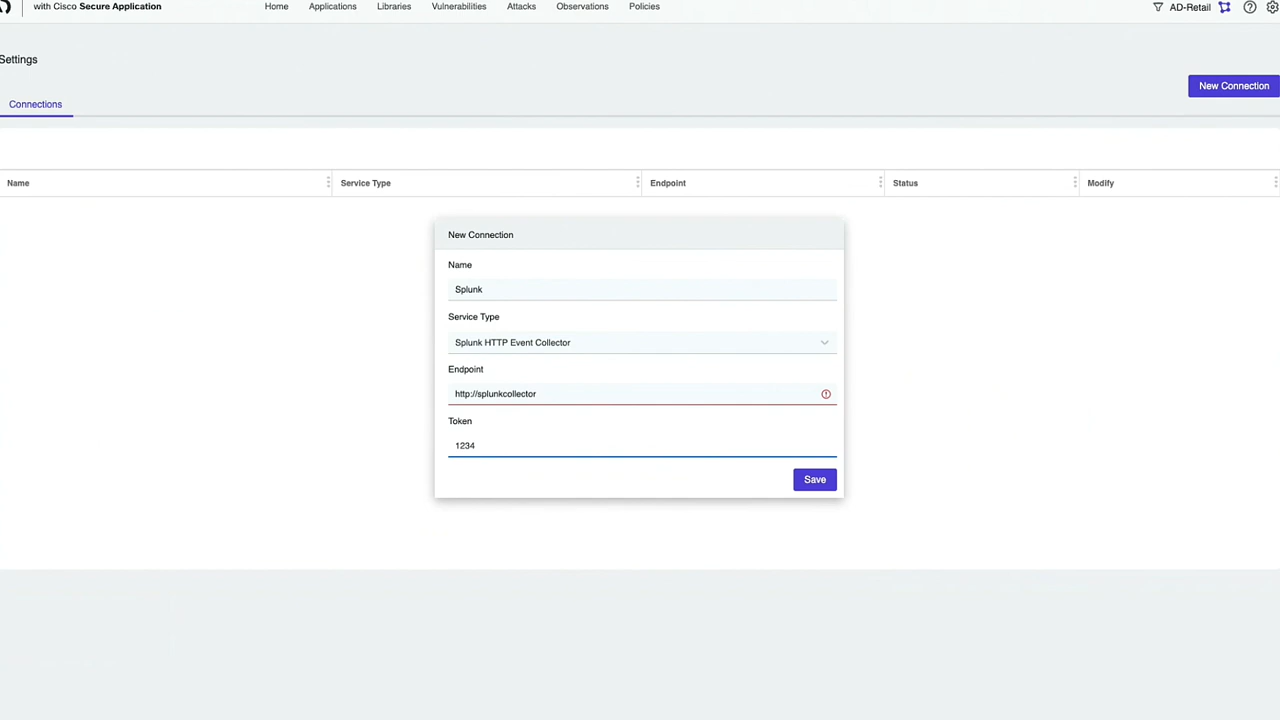 with Cisco Secure Application Home Applications Libraries Vulnerabilities Attacks Observations Policies AD-Retail
Settings
New Connection
Connections
Name Service Type Endpoint Status Modify
New Connection
Name
Splunk
Service Type
Splunk HTTP Event Collector
Endpoint
http://splunkcollector
Token
1234
Save